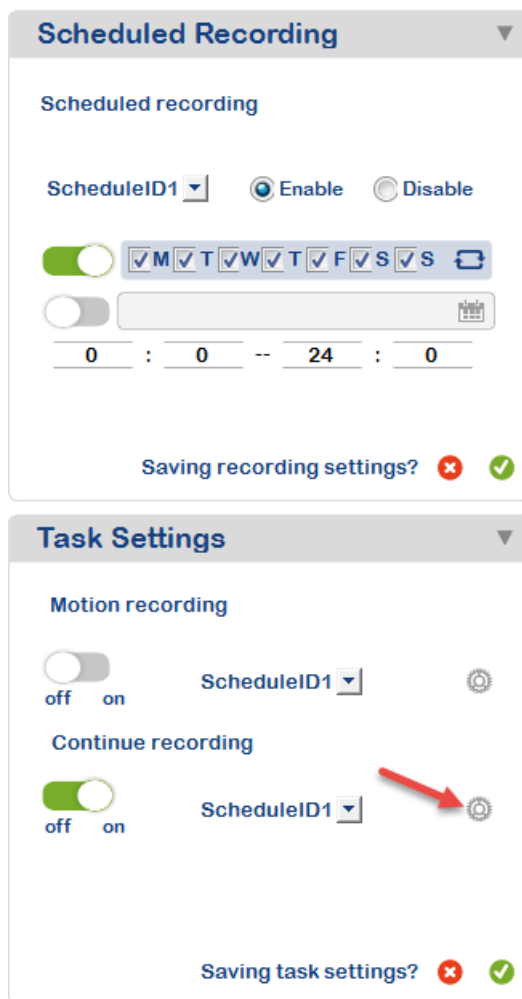 Scheduled Recording
Scheduled recording
ScheduleID1 Enable Disable
M T W T F S S
0 : 0 -- 24 : 0
Saving recording settings?
Task Settings
Motion recording
ScheduleID1
off on
Continue recording
ScheduleID1
off on
Saving task settings?